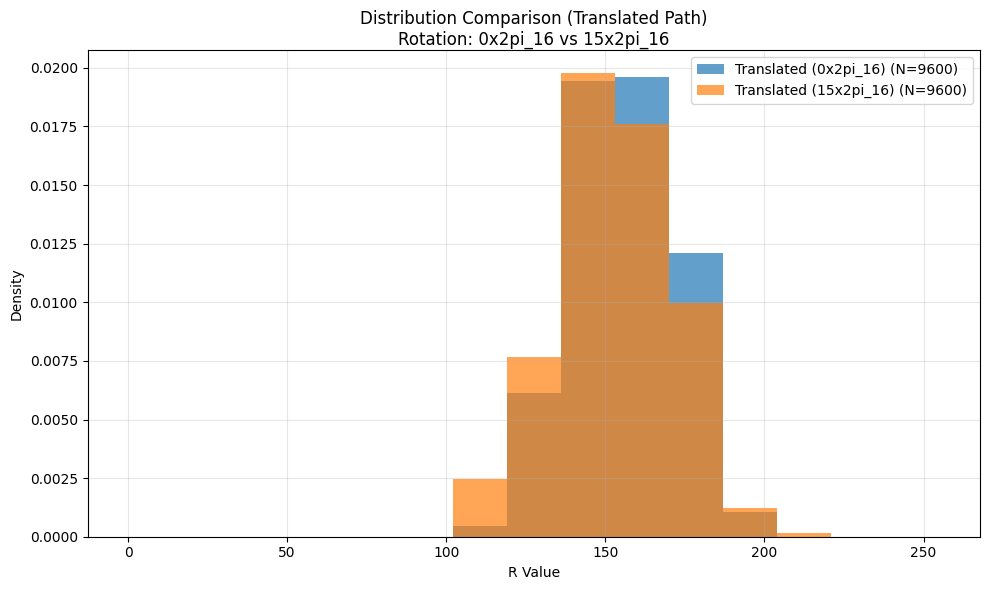 Distribution Comparison (Translated Path)
Rotation: 0x2pi_16 vs 15x2pi_16
Translated (0x2pi_16) (N=9600)
Translated (15x2pi_16) (N=9600)
0.0200
0.0175
0.0150
0.0125
0.0100
0.0075
0.0050
0.0025
0.0000
Density
0 50 100 150 200 250
R Value